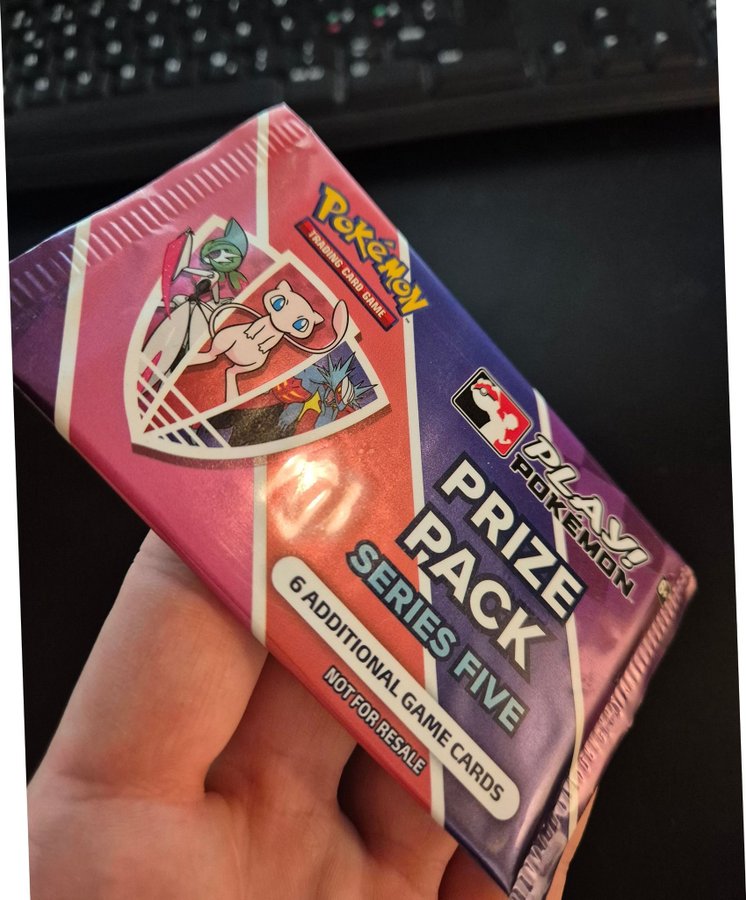 POKéMON
TRADING CARD GAME
PLAY!
POKéMON
PRIZE
PACK
SERIES FIVE
6 ADDITIONAL GAME CARDS
NOT FOR RESALE